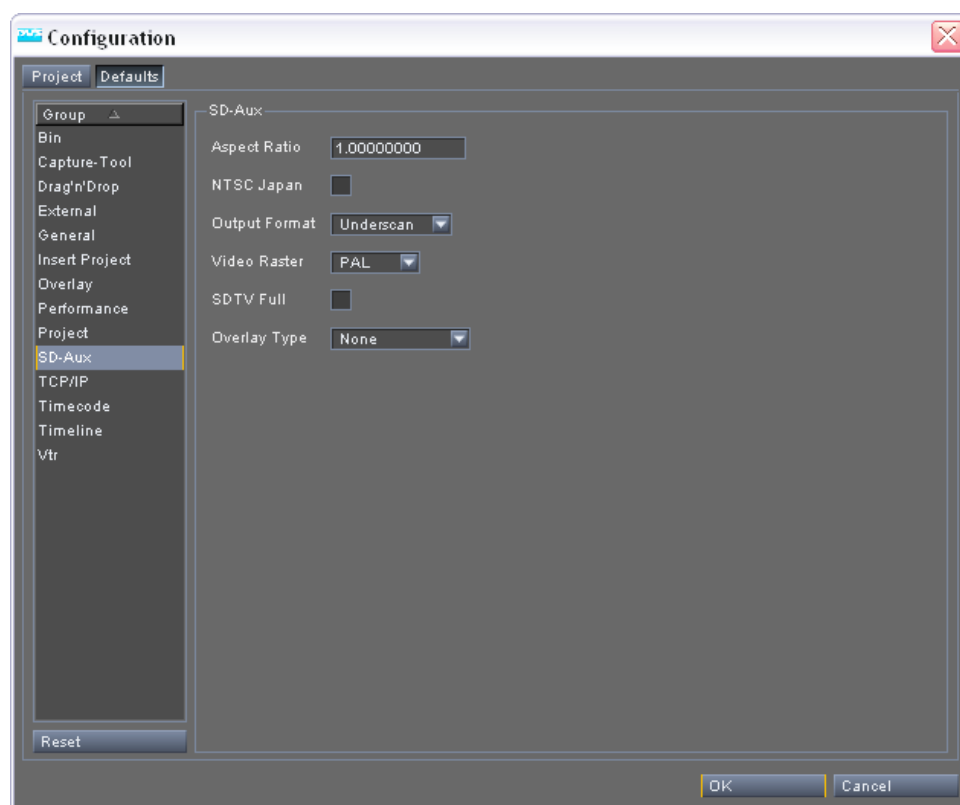 Configuration
Project Defaults
Group
Bin
Capture-Tool
Drag'n'Drop
External
General
Insert Project
Overlay
Performance
Project
SD-Aux
TCP/IP
Timecode
Timeline
Vtr
Reset
SD-Aux
Aspect Ratio 1.00000000
NTSC Japan
Output Format Underscan
Video Raster PAL
SDTV Full
Overlay Type None
OK Cancel